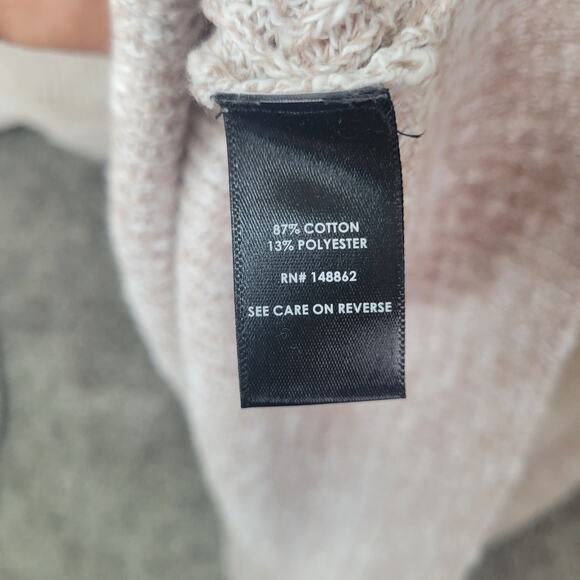 87% COTTON
13% POLYESTER
RN# 148862
SEE CARE ON REVERSE